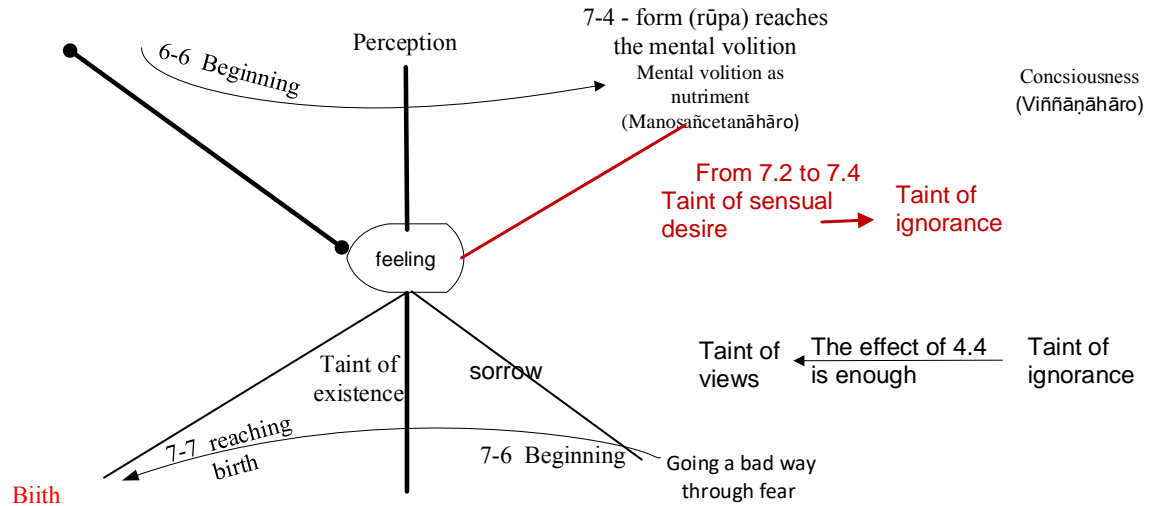 7-4 - form (rūpa) reaches
the mental volition
Perception
6-6 Beginning
Mental volition as
nutriment
(Manosañcetanāhāro)
Concsiousness
(Viññāṇāhāro)
From 7.2 to 7.4
Taint of sensual
desire
Taint of
ignorance
feeling
Taint of
existence
sorrow
Taint of
views
The effect of 4.4
is enough
Taint of
ignorance
7-7 reaching
birth
7-6 Beginning
Going a bad way
through fear
Biith